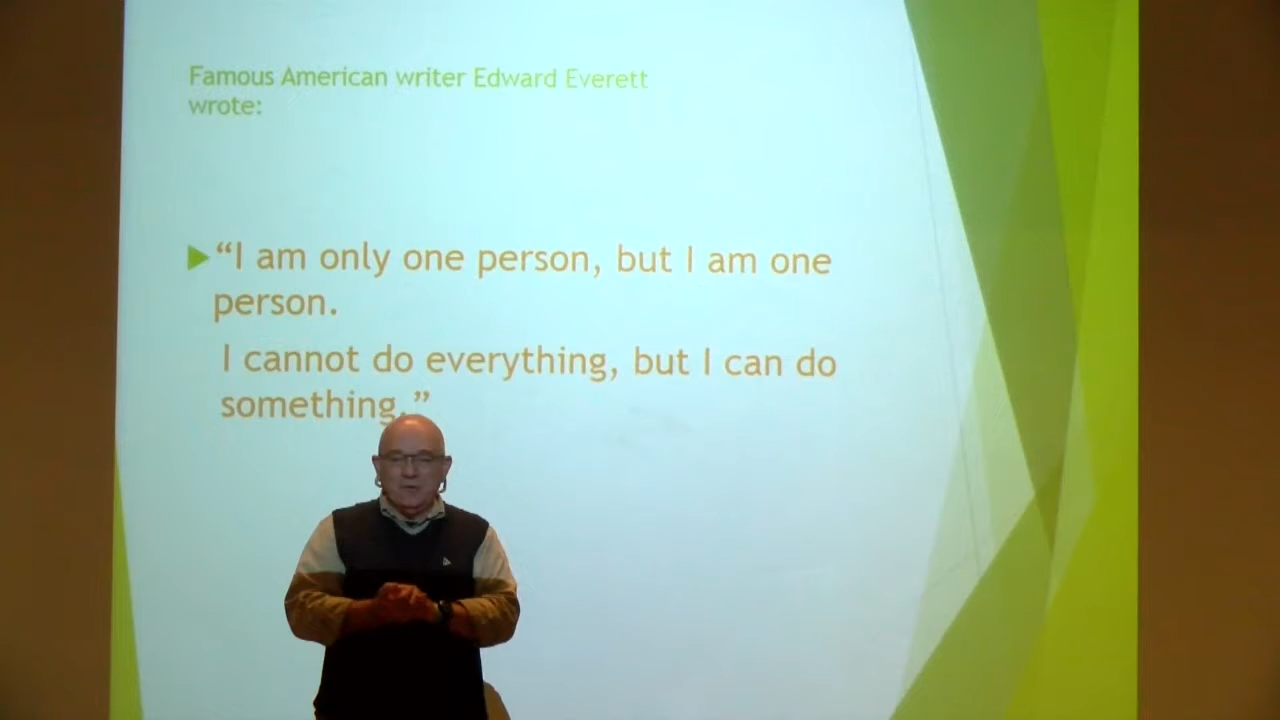 Famous American writer Edward Everett
wrote:
“I am only one person, but I am one
person.
I cannot do everything, but I can do
something.”